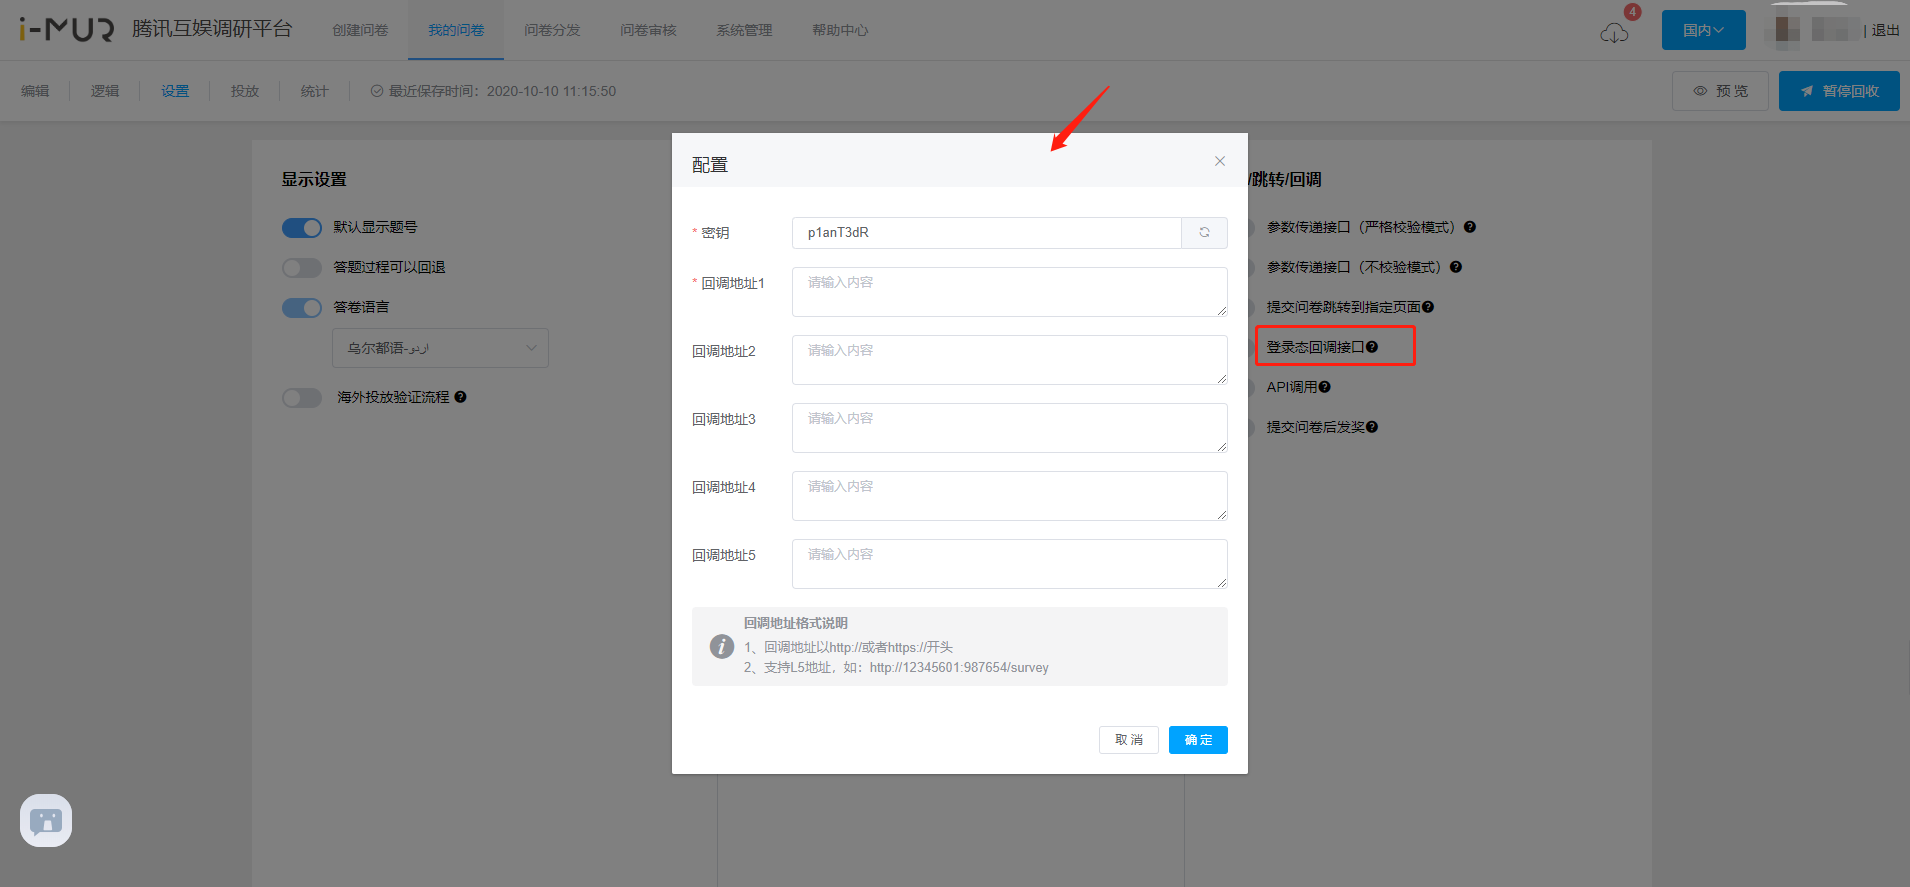 i-MUR 腾讯互娱调研平台 创建问卷 我的问卷 问卷分发 问卷审核 系统管理 帮助中心 4 国内 | 退出
编辑 逻辑 设置 投放 统计 最近保存时间：2020-10-10 11:15:50 预 览 暂停回收
显示设置
默认显示题号
答题过程可以回退
答卷语言
乌尔都语-اردو
海外投放验证流程
配置
* 密钥 p1anT3dR
* 回调地址1 请输入内容
回调地址2 请输入内容
回调地址3 请输入内容
回调地址4 请输入内容
回调地址5 请输入内容
回调地址格式说明
1、回调地址以http://或者https://开头
2、支持L5地址，如：http://12345601:987654/survey
取 消 确 定
/跳转/回调
参数传递接口（严格校验模式）
参数传递接口（不校验模式）
提交问卷跳转到指定页面
登录态回调接口
API调用
提交问卷后发奖